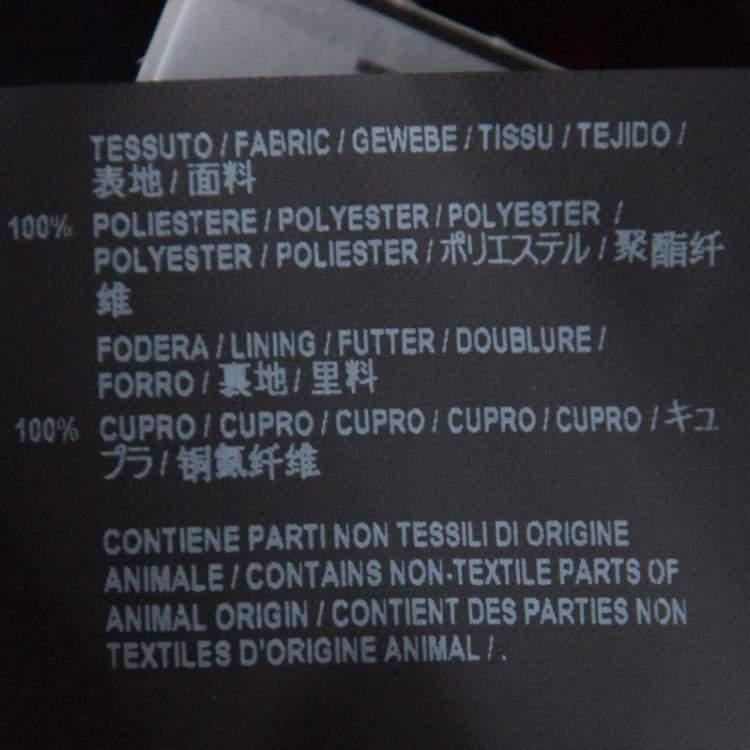 TESSUTO / FABRIC / GEWEBE / TISSU / TEJIDO /
表地 / 面料
100% POLIESTERE / POLYESTER / POLYESTER /
POLYESTER / POLIESTER / ポリエステル / 聚酯纤
维
FODERA / LINING / FUTTER / DOUBLURE /
FORRO / 裏地 / 里料
100% CUPRO / CUPRO / CUPRO / CUPRO / CUPRO / キュ
プラ / 铜氨纤维
CONTIENE PARTI NON TESSILI DI ORIGINE
ANIMALE / CONTAINS NON-TEXTILE PARTS OF
ANIMAL ORIGIN / CONTIENT DES PARTIES NON
TEXTILES D'ORIGINE ANIMAL / .